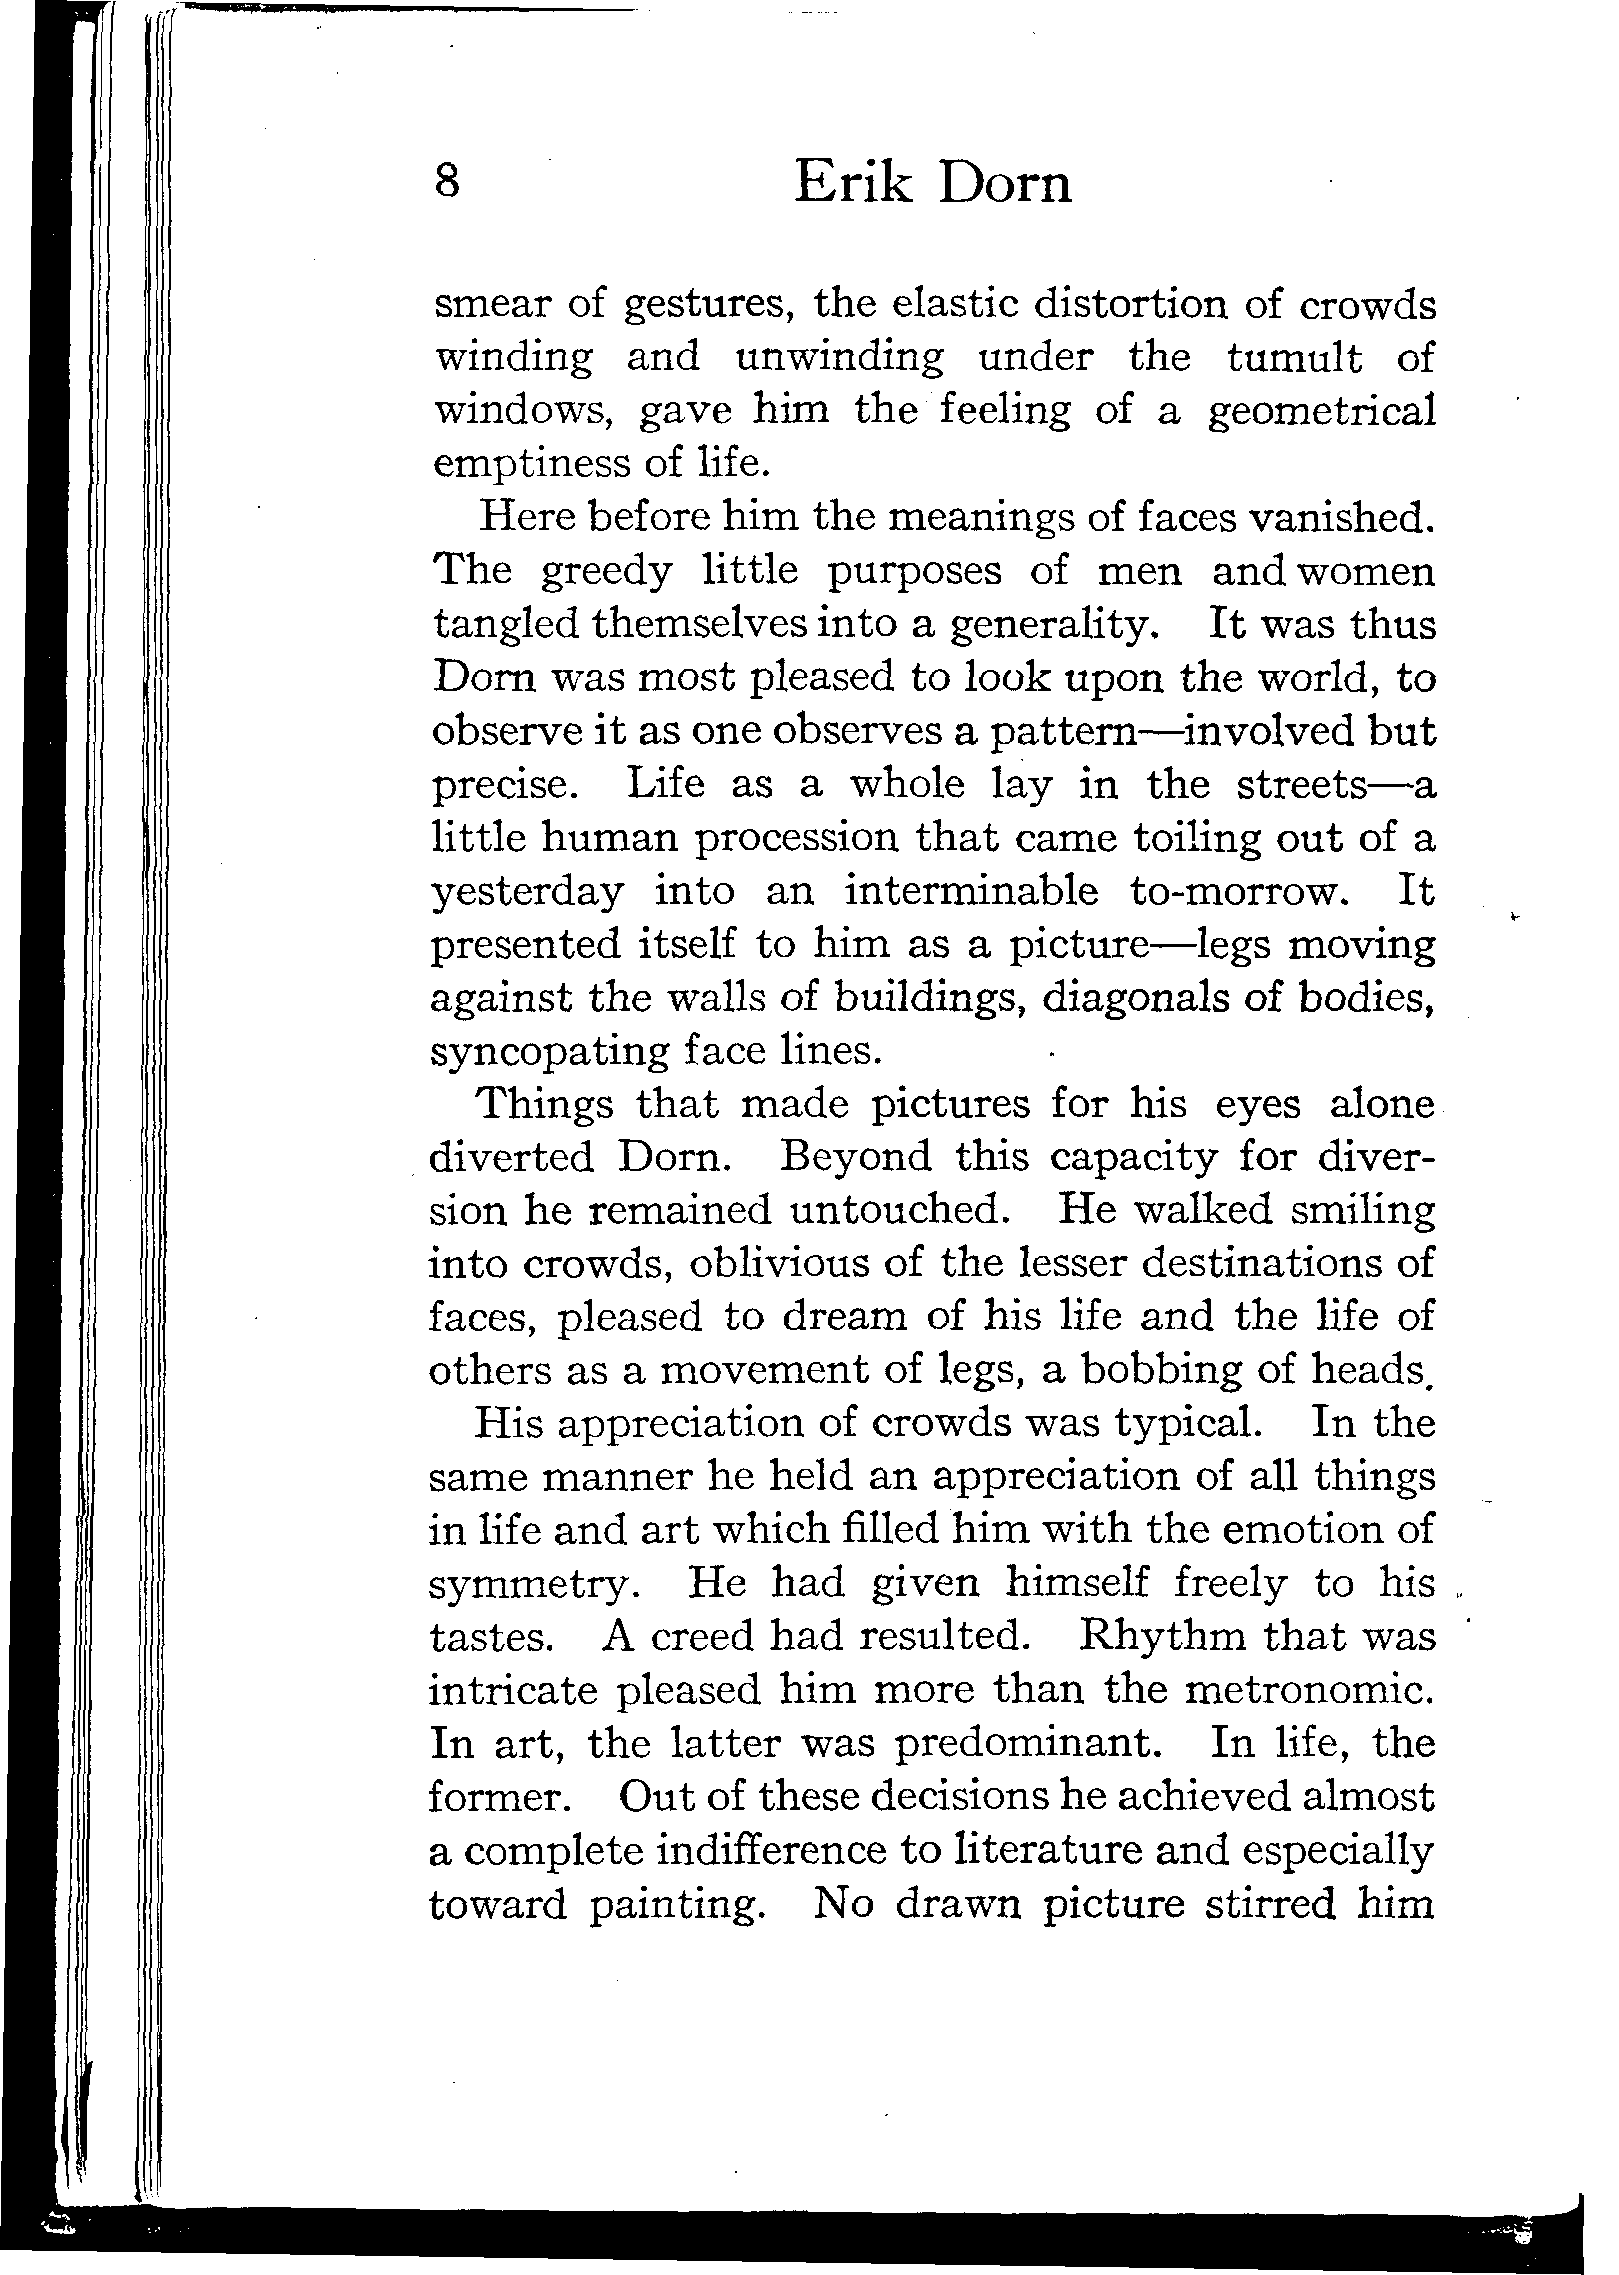 8 Erik Dorn
smear of gestures, the elastic distortion of crowds
winding and unwinding under the tumult of
windows, gave him the feeling of a geometrical
emptiness of life.
Here before him the meanings of faces vanished.
The greedy little purposes of men and women
tangled themselves into a generality. It was thus
Dorn was most pleased to look upon the world, to
observe it as one observes a pattern—involved but
precise. Life as a whole lay in the streets—a
little human procession that came toiling out of a
yesterday into an interminable to-morrow. It
presented itself to him as a picture—legs moving
against the walls of buildings, diagonals of bodies,
syncopating face lines.
Things that made pictures for his eyes alone
diverted Dorn. Beyond this capacity for diver-
sion he remained untouched. He walked smiling
into crowds, oblivious of the lesser destinations of
faces, pleased to dream of his life and the life of
others as a movement of legs, a bobbing of heads.
His appreciation of crowds was typical. In the
same manner he held an appreciation of all things
in life and art which filled him with the emotion of
symmetry. He had given himself freely to his
tastes. A creed had resulted. Rhythm that was
intricate pleased him more than the metronomic.
In art, the latter was predominant. In life, the
former. Out of these decisions he achieved almost
a complete indifference to literature and especially
toward painting. No drawn picture stirred him